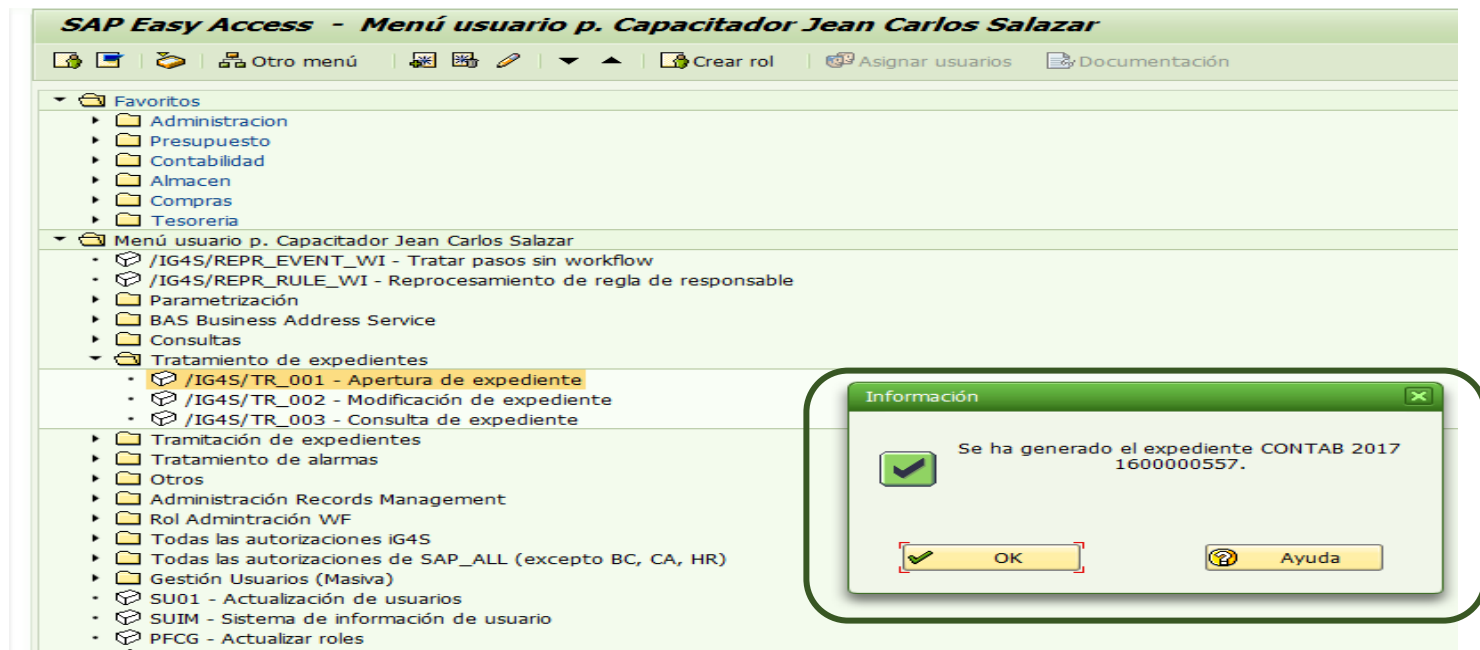 SAP Easy Access - Menú usuario p. Capacitador Jean Carlos Salazar
Otro menú Crear rol Asignar usuarios Documentación
Favoritos
Administracion
Presupuesto
Contabilidad
Almacen
Compras
Tesoreria
Menú usuario p. Capacitador Jean Carlos Salazar
/IG4S/REPR_EVENT_WI - Tratar pasos sin workflow
/IG4S/REPR_RULE_WI - Reprocesamiento de regla de responsable
Parametrización
BAS Business Address Service
Consultas
Tratamiento de expedientes
/IG4S/TR_001 - Apertura de expediente
/IG4S/TR_002 - Modificación de expediente
/IG4S/TR_003 - Consulta de expediente
Tramitación de expedientes
Tratamiento de alarmas
Otros
Administración Records Management
Rol Admintración WF
Todas las autorizaciones iG4S
Todas las autorizaciones de SAP_ALL (excepto BC, CA, HR)
Gestión Usuarios (Masiva)
SU01 - Actualización de usuarios
SUIM - Sistema de información de usuario
PFCG - Actualizar roles
Información
Se ha generado el expediente CONTAB 2017
1600000557.
OK Ayuda